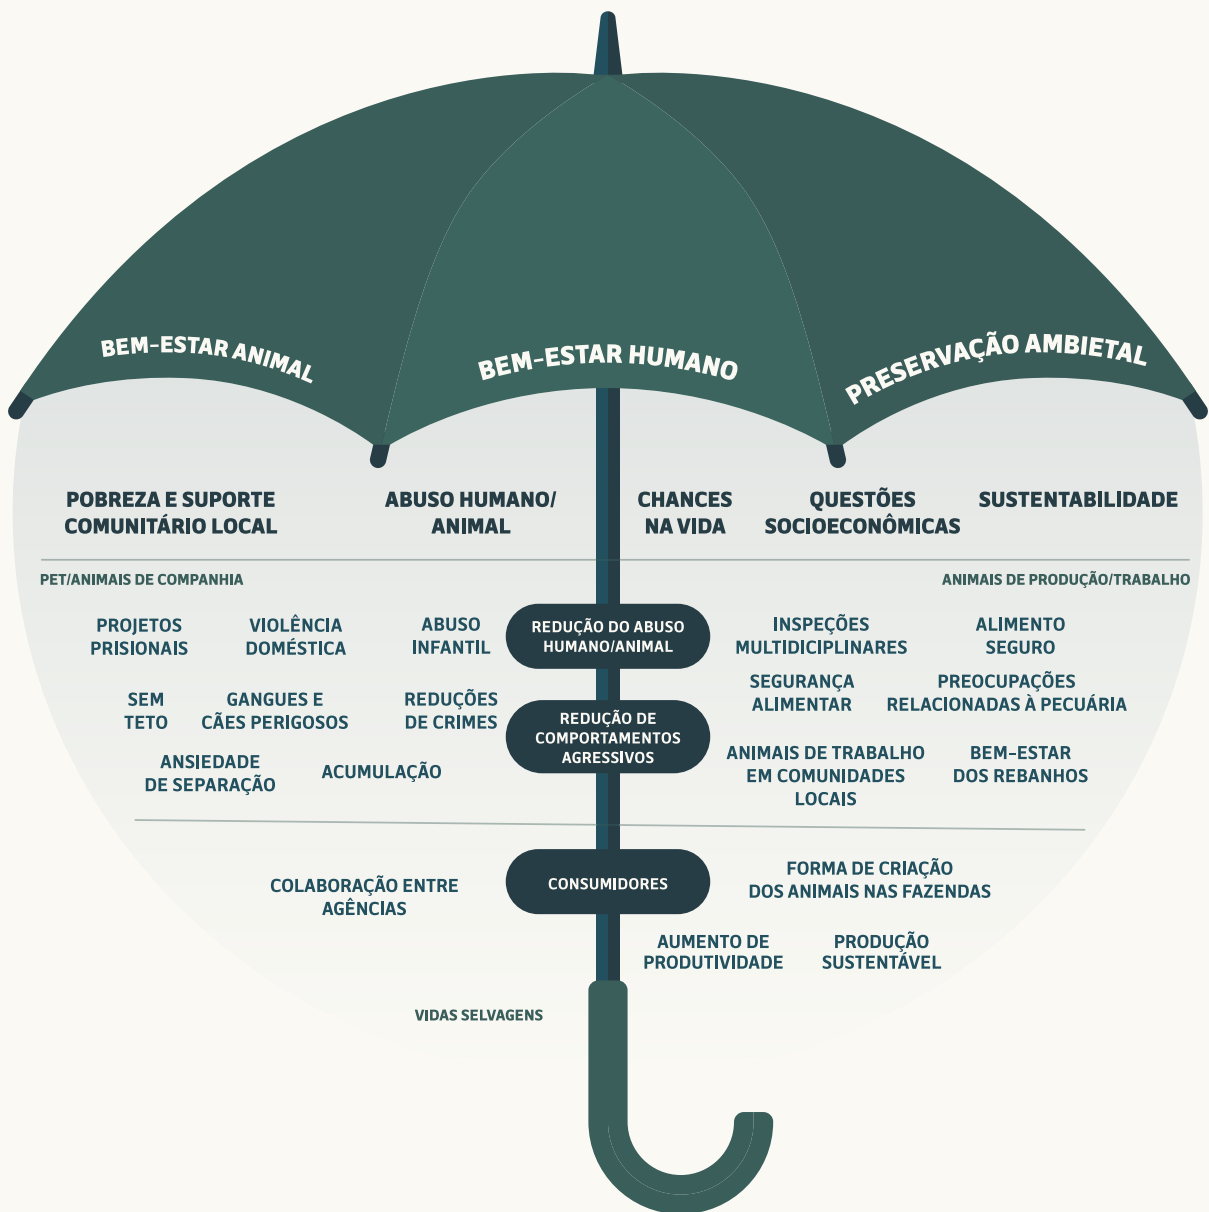 BEM-ESTAR ANIMAL
BEM-ESTAR HUMANO
PRESERVAÇÃO AMBIETAL
POBREZA E SUPORTE
COMUNITÁRIO LOCAL
ABUSO HUMANO/
ANIMAL
CHANCES
NA VIDA
QUESTÕES
SOCIOECONÔMICAS
SUSTENTABILIDADE
PET/ANIMAIS DE COMPANHIA
ANIMAIS DE PRODUÇÃO/TRABALHO
PROJETOS
PRISIONAIS
VIOLÊNCIA
DOMÉSTICA
ABUSO
INFANTIL
REDUÇÃO DO ABUSO
HUMANO/ANIMAL
INSPEÇÕES
MULTIDICIPLINARES
ALIMENTO
SEGURO
SEM
TETO
GANGUES E
CÃES PERIGOSOS
REDUÇÕES
DE CRIMES
REDUÇÃO DE
COMPORTAMENTOS
AGRESSIVOS
SEGURANÇA
ALIMENTAR
PREOCUPAÇÕES
RELACIONADAS À PECUÁRIA
ANSIEDADE
DE SEPARAÇÃO
ACUMULAÇÃO
ANIMAIS DE TRABALHO
EM COMUNIDADES
LOCAIS
BEM-ESTAR
DOS REBANHOS
COLABORAÇÃO ENTRE
AGÊNCIAS
CONSUMIDORES
FORMA DE CRIAÇÃO
DOS ANIMAIS NAS FAZENDAS
AUMENTO DE
PRODUTIVIDADE
PRODUÇÃO
SUSTENTÁVEL
VIDAS SELVAGENS